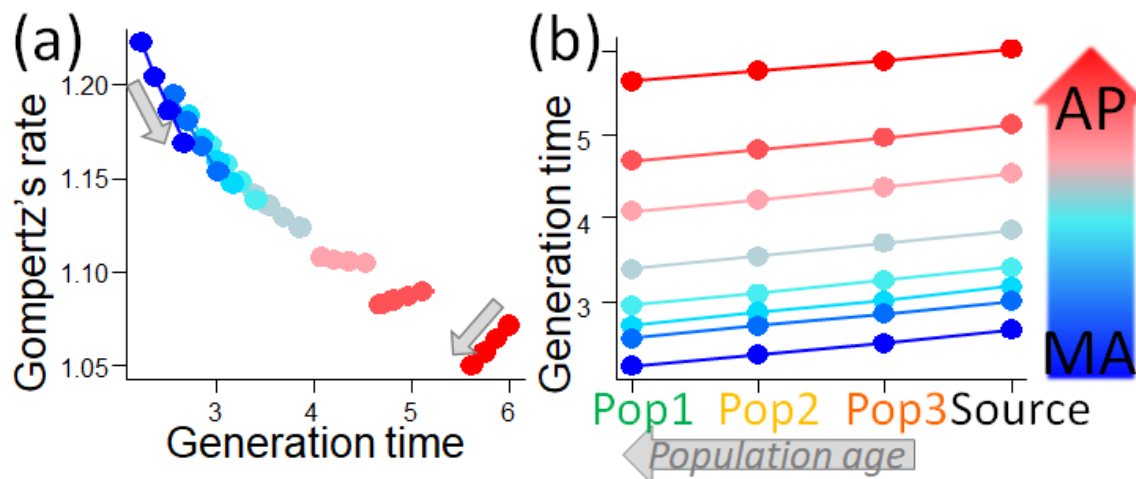 (a)
Gompertz's rate
1.20
1.15
1.10
1.05
3 4 5 6
Generation time
(b)
Generation time
5
4
3
Pop1 Pop2 Pop3 Source
Population age
AP
MA